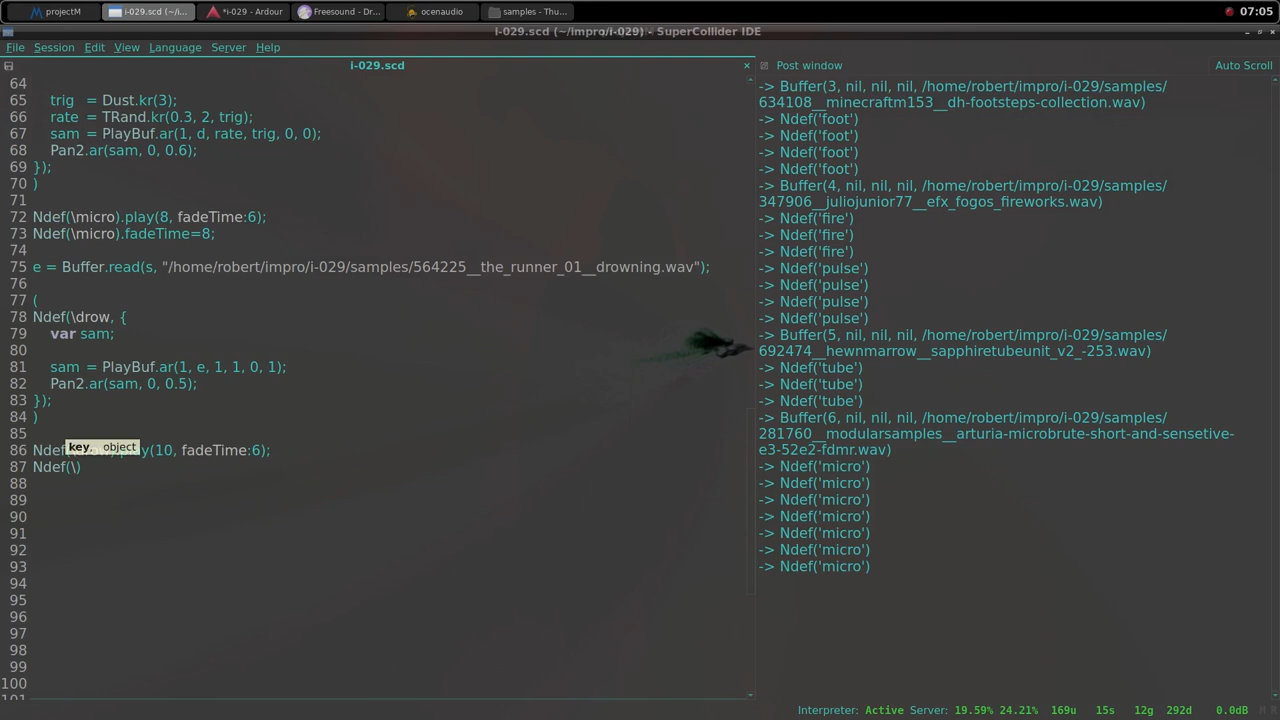 projectM
i-029.scd (~/i...
*i-029 - Ardour
Freesound - Dr...
ocenaudio
samples - Thu...
07:05
i-029.scd (~/impro/i-029) - SuperCollider IDE
File Session Edit View Language Server Help
i-029.scd
64
65 trig = Dust.kr(3);
66 rate = TRand.kr(0.3, 2, trig);
67 sam = PlayBuf.ar(1, d, rate, trig, 0, 0);
68 Pan2.ar(sam, 0, 0.6);
69 });
70 )
71
72 Ndef(\micro).play(8, fadeTime:6);
73 Ndef(\micro).fadeTime=8;
74
75 e = Buffer.read(s, "/home/robert/impro/i-029/samples/564225__the_runner_01__drowning.wav");
76
77 (
78 Ndef(\drow, {
79 var sam;
80
81 sam = PlayBuf.ar(1, e, 1, 1, 0, 1);
82 Pan2.ar(sam, 0, 0.5);
83 });
84 )
85
key, object
86 Ndef y(10, fadeTime:6);
87 Ndef(\)
88
89
90
91
92
93
94
95
96
97
98
99
100
101
Post window
Auto Scroll
-> Buffer(3, nil, nil, nil, /home/robert/impro/i-029/samples/
634108__minecraftm153__dh-footsteps-collection.wav)
-> Ndef('foot')
-> Ndef('foot')
-> Ndef('foot')
-> Ndef('foot')
-> Buffer(4, nil, nil, nil, /home/robert/impro/i-029/samples/
347906__juliojunior77__efx_fogos_fireworks.wav)
-> Ndef('fire')
-> Ndef('fire')
-> Ndef('fire')
-> Ndef('pulse')
-> Ndef('pulse')
-> Ndef('pulse')
-> Ndef('pulse')
-> Buffer(5, nil, nil, nil, /home/robert/impro/i-029/samples/
692474__hewnmarrow__sapphiretubeunit_v2_-253.wav)
-> Ndef('tube')
-> Ndef('tube')
-> Ndef('tube')
-> Buffer(6, nil, nil, nil, /home/robert/impro/i-029/samples/
281760__modularsamples__arturia-microbrute-short-and-sensetive-
e3-52e2-fdmr.wav)
-> Ndef('micro')
-> Ndef('micro')
-> Ndef('micro')
-> Ndef('micro')
-> Ndef('micro')
-> Ndef('micro')
-> Ndef('micro')
Interpreter: Active Server: 19.59% 24.21% 169u 15s 12g 292d 0.0dB M R